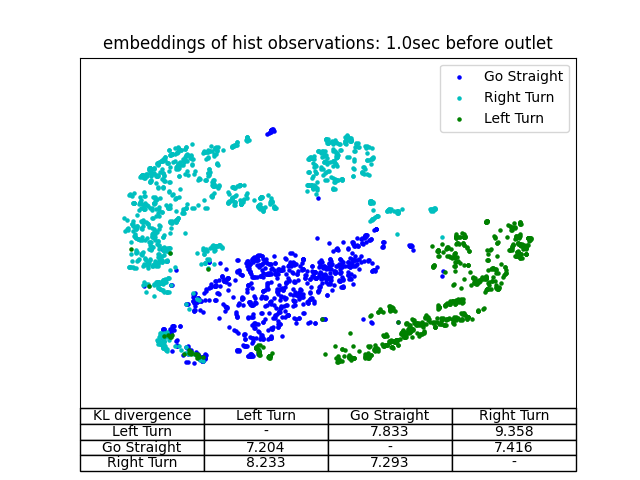 embeddings of hist observations: 1.0sec before outlet
Go Straight
Right Turn
Left Turn
KL divergence Left Turn Go Straight Right Turn
Left Turn - 7.833 9.358
Go Straight 7.204 - 7.416
Right Turn 8.233 7.293 -